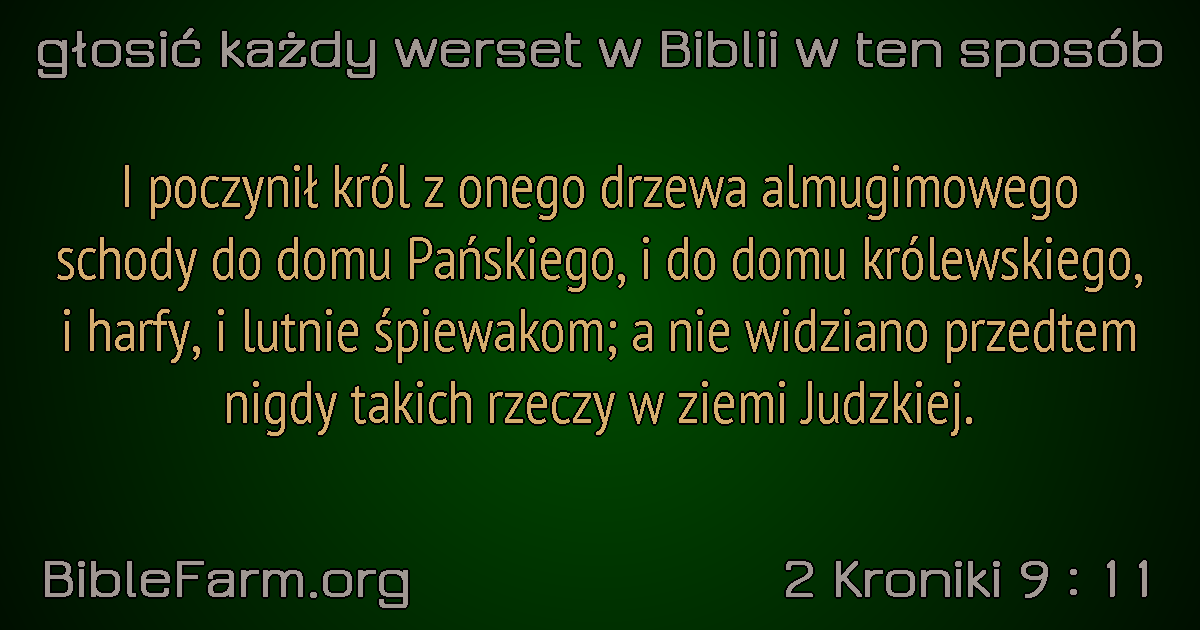 głosić każdy werset w Biblii w ten sposób
I poczynił król z onego drzewa almugimowego
schody do domu Pańskiego, i do domu królewskiego,
i harfy, i lutnie śpiewakom; a nie widziano przedtem
nigdy takich rzeczy w ziemi Judzkiej.
BibleFarm.org
2 Kroniki 9 : 11